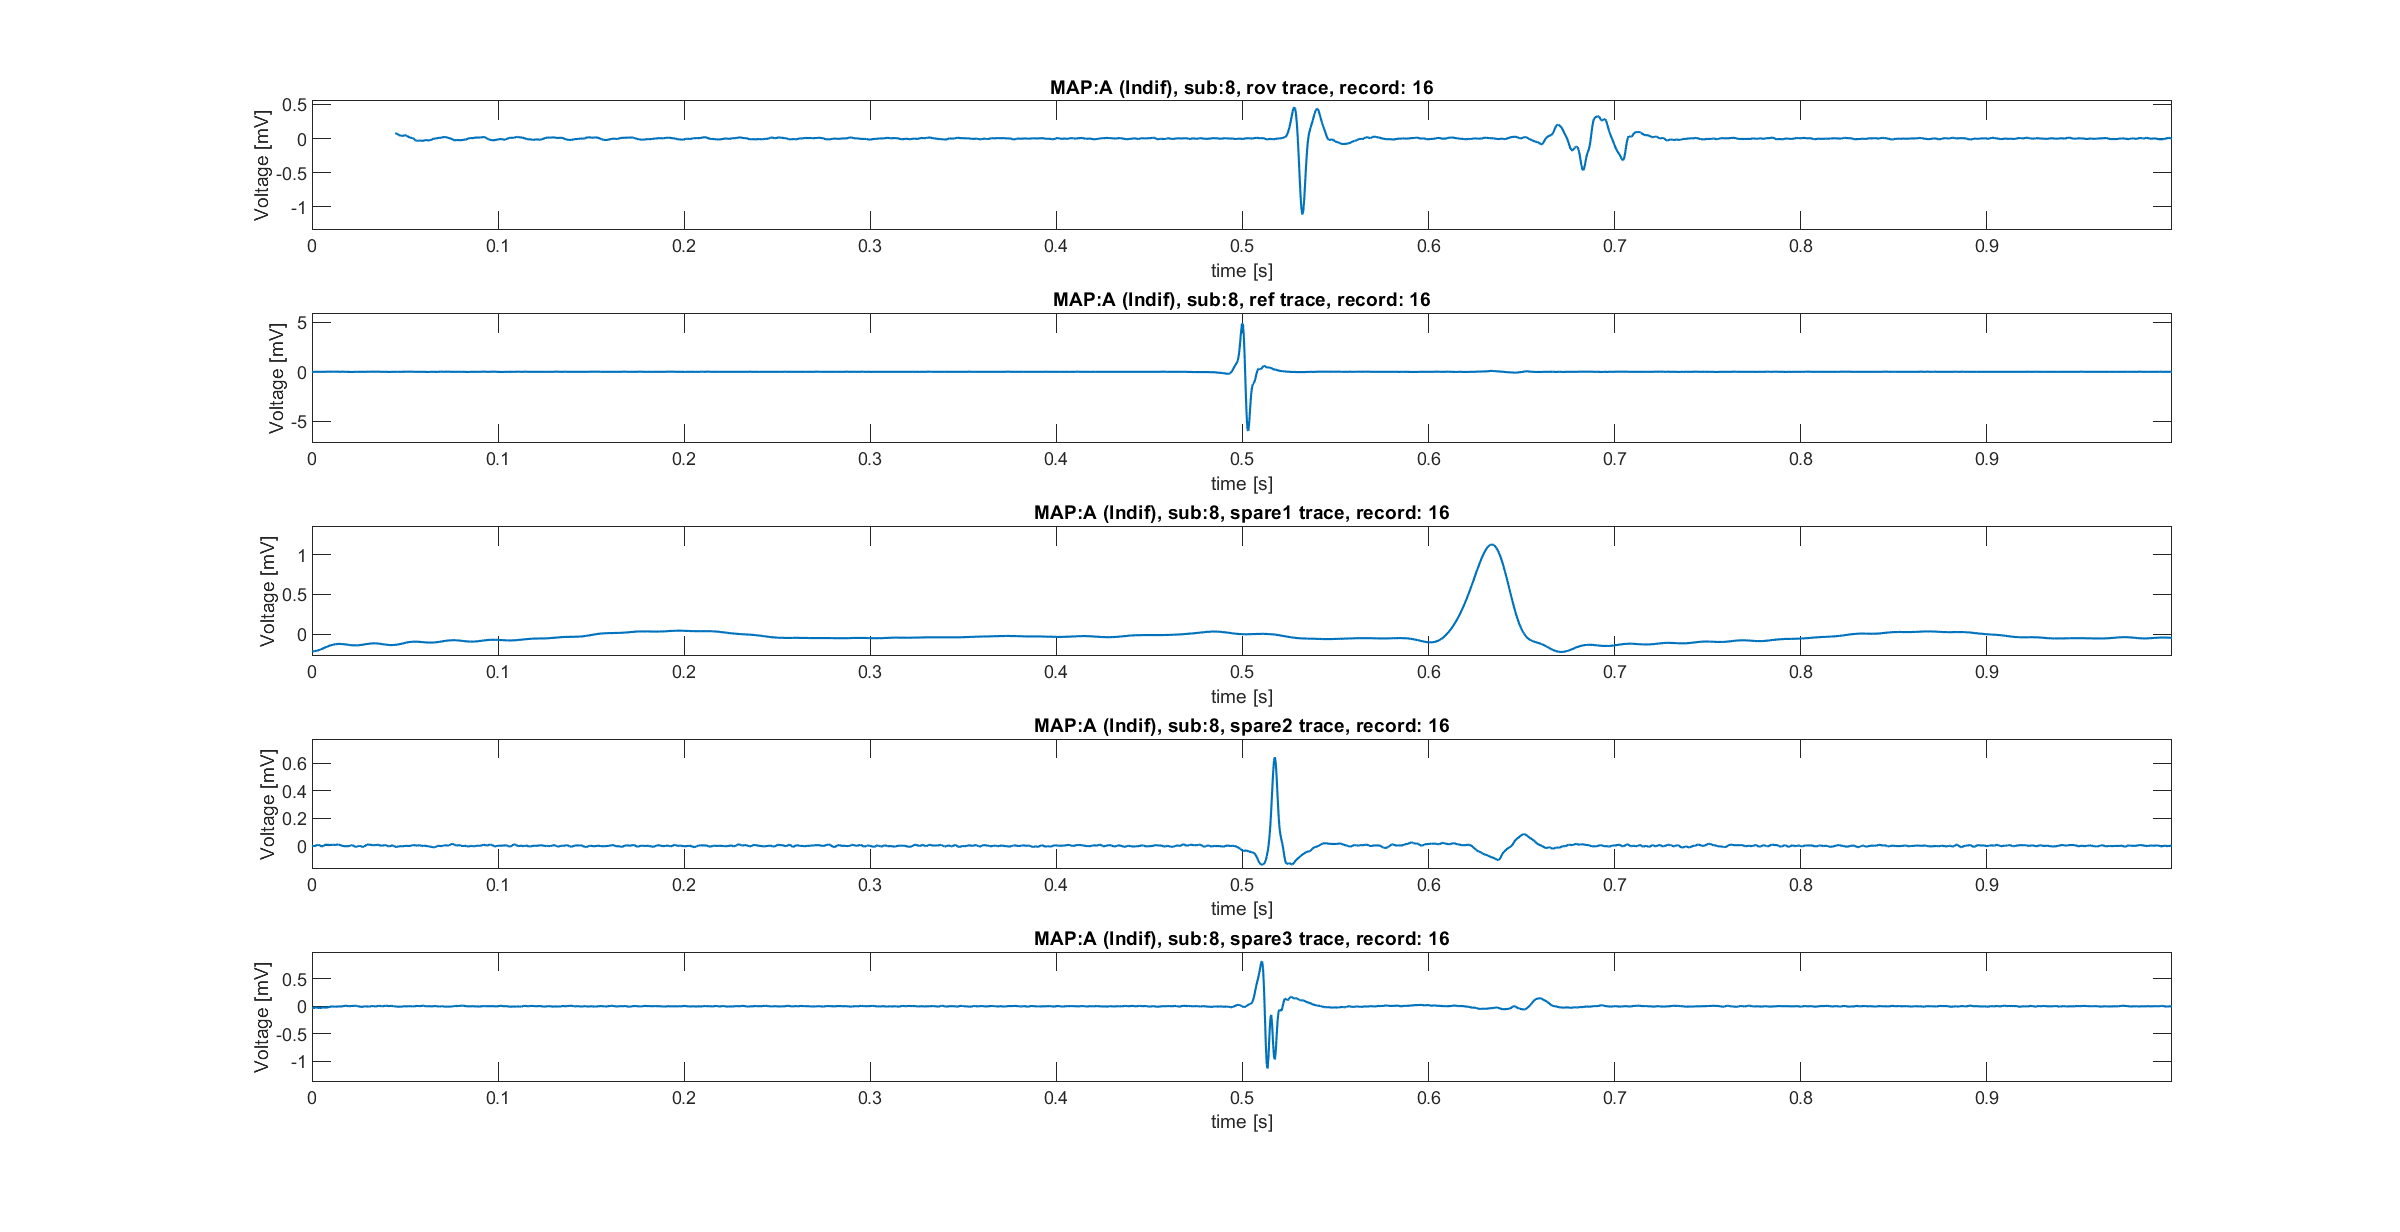 MAP:A (Indif), sub:8, rov trace, record: 16
Voltage [mV]
0.5
0
-0.5
-1
0 0.1 0.2 0.3 0.4 0.5 0.6 0.7 0.8 0.9
time [s]
MAP:A (Indif), sub:8, ref trace, record: 16
Voltage [mV]
5
0
-5
0 0.1 0.2 0.3 0.4 0.5 0.6 0.7 0.8 0.9
time [s]
MAP:A (Indif), sub:8, spare1 trace, record: 16
Voltage [mV]
1
0.5
0
0 0.1 0.2 0.3 0.4 0.5 0.6 0.7 0.8 0.9
time [s]
MAP:A (Indif), sub:8, spare2 trace, record: 16
Voltage [mV]
0.6
0.4
0.2
0
0 0.1 0.2 0.3 0.4 0.5 0.6 0.7 0.8 0.9
time [s]
MAP:A (Indif), sub:8, spare3 trace, record: 16
Voltage [mV]
0.5
0
-0.5
-1
0 0.1 0.2 0.3 0.4 0.5 0.6 0.7 0.8 0.9
time [s]